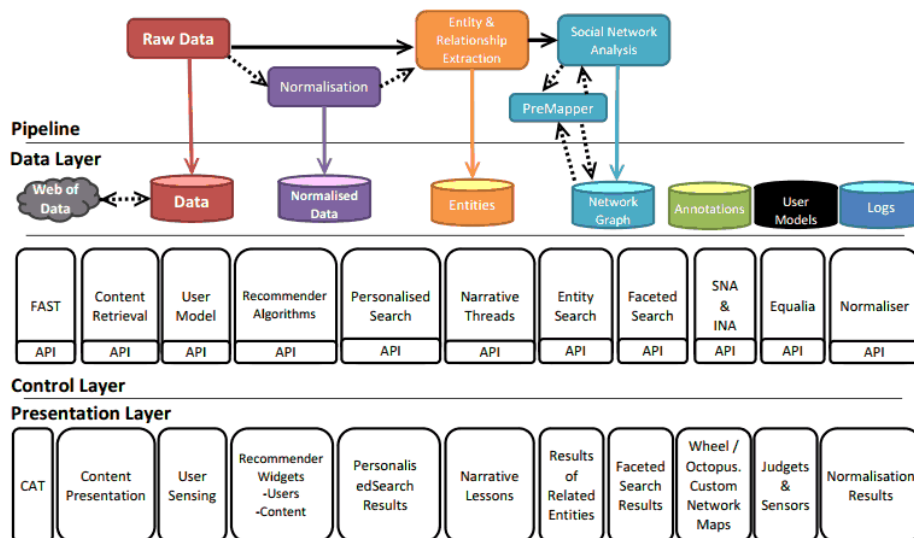 Raw Data
Entity &
Relationship
Extraction
Social Network
Analysis
Normalisation
PreMapper
Pipeline
Data Layer
Web of
Data
Data
Normalised
Data
Entities
Network
Graph
Annotations
User
Models
Logs
FAST
Content
Retrieval
User
Model
Recommender
Algorithms
Personalised
Search
Narrative
Threads
Entity
Search
Faceted
Search
SNA
&
INA
Equalia
Normaliser
API
API
API
API
API
API
API
API
API
API
API
Control Layer
Presentation Layer
CAT
Content
Presentation
User
Sensing
Recommender
Widgets
-Users
-Content
Personalis
edSearch
Results
Narrative
Lessons
Results
of
Related
Entities
Faceted
Search
Results
Wheel /
Octopus.
Custom
Network
Maps
Judgets
&
Sensors
Normalisation
Results